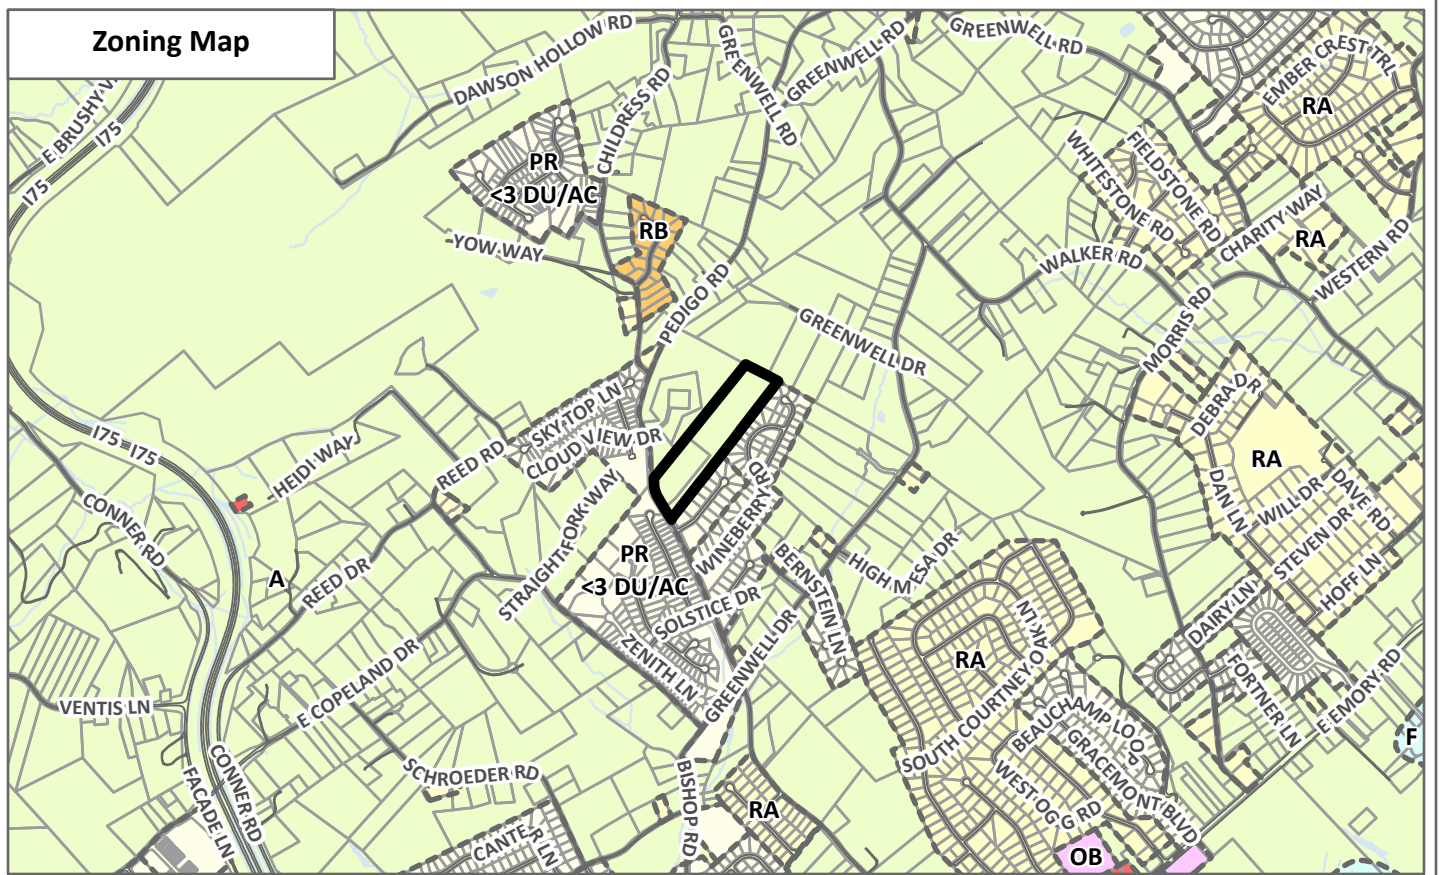 Zoning Map
DAWSON HOLLOW RD
GREENWELL RD
GREENWELL RD
GREENWELL RD
EMBER CREST TRL
RA
E BRUSHY V
I75
I75
CHILDRESS RD
PR
<3 DU/AC
WHITESTONE RD
FIELDSTONE RD
CHARITY WAY
RA
WESTERN RD
RB
YOW WAY
WALKER RD
PEDIGO RD
GREENWELL DR
MORRIS RD
SKY TOP LN
CLOUD VIEW DR
DEBRA DR
I75
I75
HEIDI WAY
REED RD
RA
CONNER RD
STRAIGHT FORK WAY
WINEBERRY RD
DAN LN
WILL DR
DAVE RD
STEVEN DR
HOFF LN
PR
<3 DU/AC
BERNSTEIN LN
HIGH MESA DR
A
REED DR
SOLSTICE DR
GREENWELL DR
ZENITH LN
RA
SOUTH COURTNEY OAK LN
DAIRY LN
FORTNER LN
E EMORY RD
E COPELAND DR
VENTIS LN
BEAUCHAMP LOOP
GRACEMONT BLVD
WEST OGG RD
F
SCHROEDER RD
BISHOP RD
RA
FACADE LN
CONNER RD
CANTER LN
OB